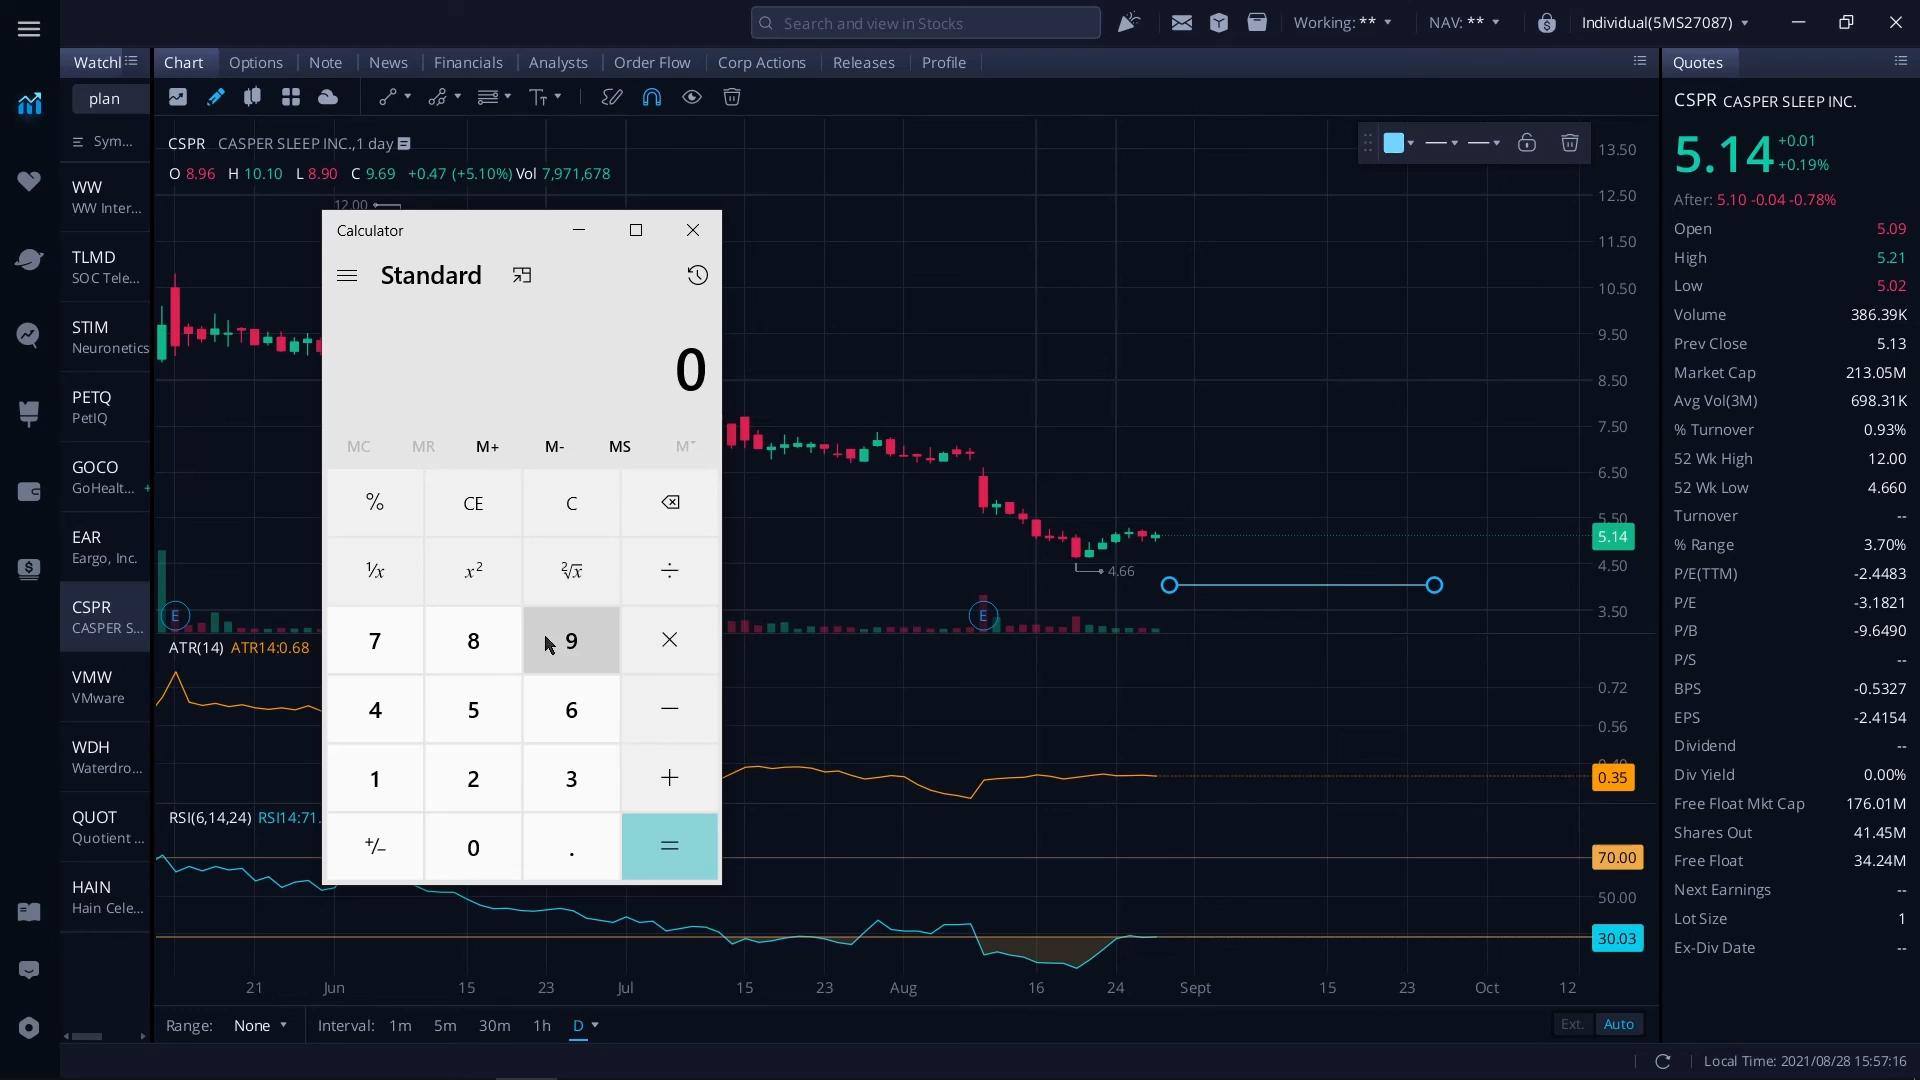 Search and view in Stocks
Working: **
NAV: **
Individual(5MS27087)
Watchl
Chart
Options
Note
News
Financials
Analysts
Order Flow
Corp Actions
Releases
Profile
Quotes
plan
Sym...
WW
WW Inter...
TLMD
SOC Tele...
STIM
Neuronetics
PETQ
PetIQ
GOCO
GoHealt...
EAR
Eargo, Inc.
CSPR
CASPER S...
VMW
VMware
WDH
Waterdro...
QUOT
Quotient ...
HAIN
Hain Cele...
CSPR CASPER SLEEP INC.,1 day
O 8.96 H 10.10 L 8.90 C 9.69 +0.47 (+5.10%) Vol 7,971,678
12.00
Calculator
Standard
0
MC MR M+ M- MS M˅
% CE C
1/x x² ²√x ÷
7 8 9 ×
4 5 6 −
1 2 3 +
+/− 0 . =
4.66
E
E
13.50
12.50
11.50
10.50
9.50
8.50
7.50
6.50
5.50
5.14
4.50
3.50
ATR(14) ATR14:0.68
0.72
0.56
0.40
0.35
RSI(6,14,24) RSI14:71.
70.00
50.00
30.03
21 Jun 15 23 Jul 15 23 Aug 16 24 Sept 15 23 Oct 12
Range: None Interval: 1m 5m 30m 1h D
Ext. Auto
CSPR CASPER SLEEP INC.
5.14
+0.01
+0.19%
After: 5.10 -0.04 -0.78%
Open 5.09
High 5.21
Low 5.02
Volume 386.39K
Prev Close 5.13
Market Cap 213.05M
Avg Vol(3M) 698.31K
% Turnover 0.93%
52 Wk High 12.00
52 Wk Low 4.660
Turnover --
% Range 3.70%
P/E(TTM) -2.4483
P/E -3.1821
P/B -9.6490
P/S --
BPS -0.5327
EPS -2.4154
Dividend --
Div Yield 0.00%
Free Float Mkt Cap 176.01M
Shares Out 41.45M
Free Float 34.24M
Next Earnings --
Lot Size 1
Ex-Div Date --
Local Time: 2021/08/28 15:57:16